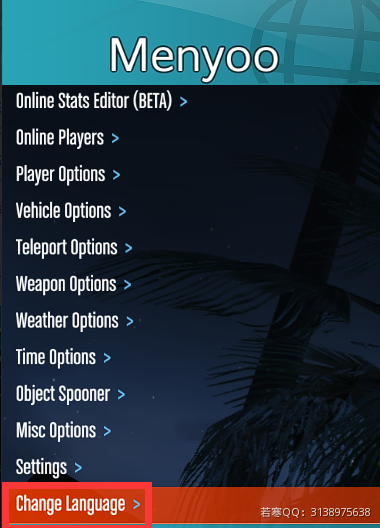 Menyoo
Online Stats Editor (BETA) >
Online Players >
Player Options >
Vehicle Options >
Teleport Options >
Weapon Options >
Weather Options >
Time Options >
Object Spooner >
Misc Options >
Settings >
Change Language >
若寒QQ：3138975638